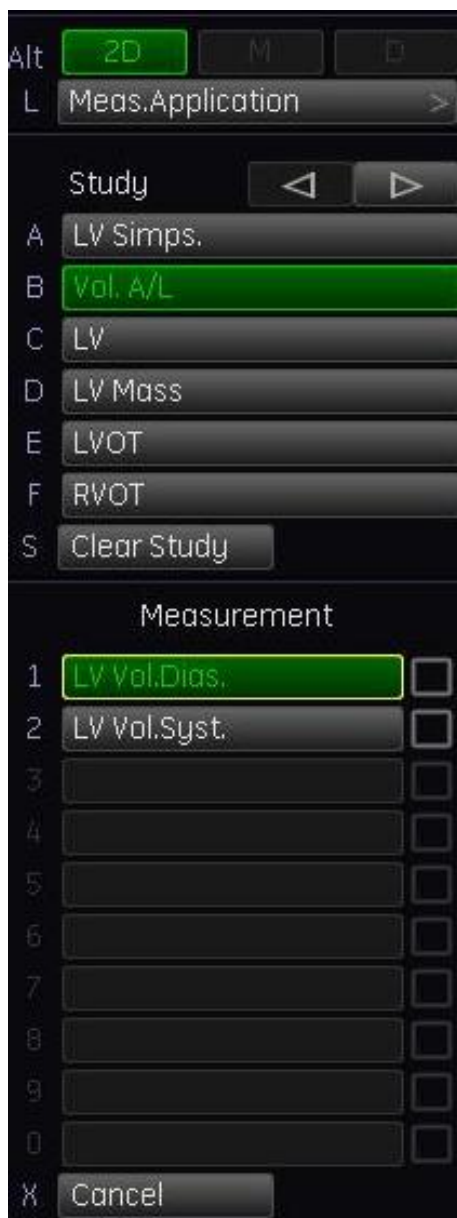 Alt 2D M D
L Meas.Application >
Study
A LV Simps.
B Vol. A/L
C LV
D LV Mass
E LVOT
F RVOT
S Clear Study
Measurement
1 LV Vol.Dias.
2 LV Vol.Syst.
3
4
5
6
7
8
9
0
X Cancel